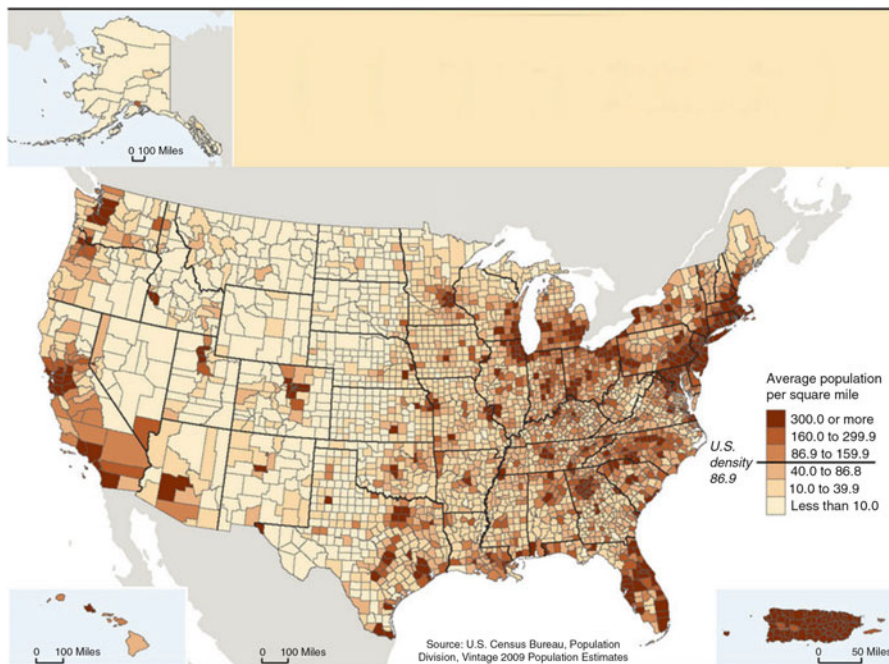 0 100 Miles
Average population
per square mile
300.0 or more
160.0 to 299.9
86.9 to 159.9
U.S.
density
86.9
40.0 to 86.8
10.0 to 39.9
Less than 10.0
0 100 Miles
0 100 Miles
Source: U.S. Census Bureau, Population
Division, Vintage 2009 Population Estimates
0 50 Miles